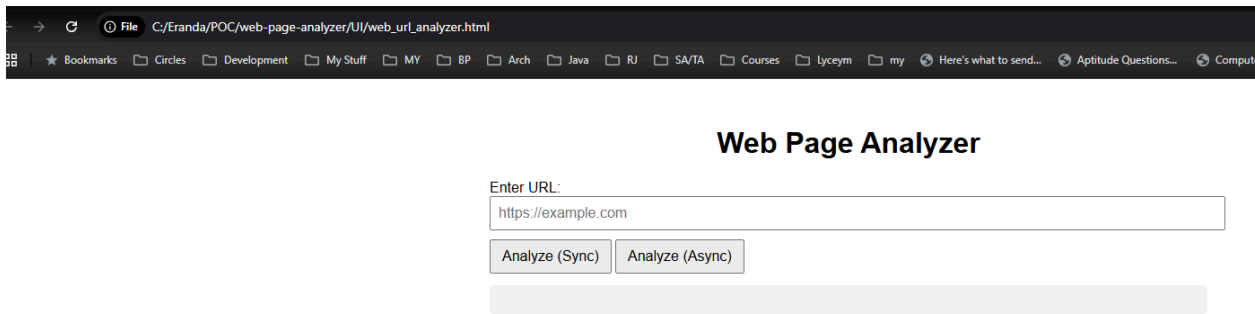 File C:/Eranda/POC/web-page-analyzer/UI/web_url_analyzer.html
Bookmarks Circles Development My Stuff MY BP Arch Java RJ SA/TA Courses Lyceym my Here's what to send... Aptitude Questions... Comput
Web Page Analyzer
Enter URL:
https://example.com
Analyze (Sync) Analyze (Async)